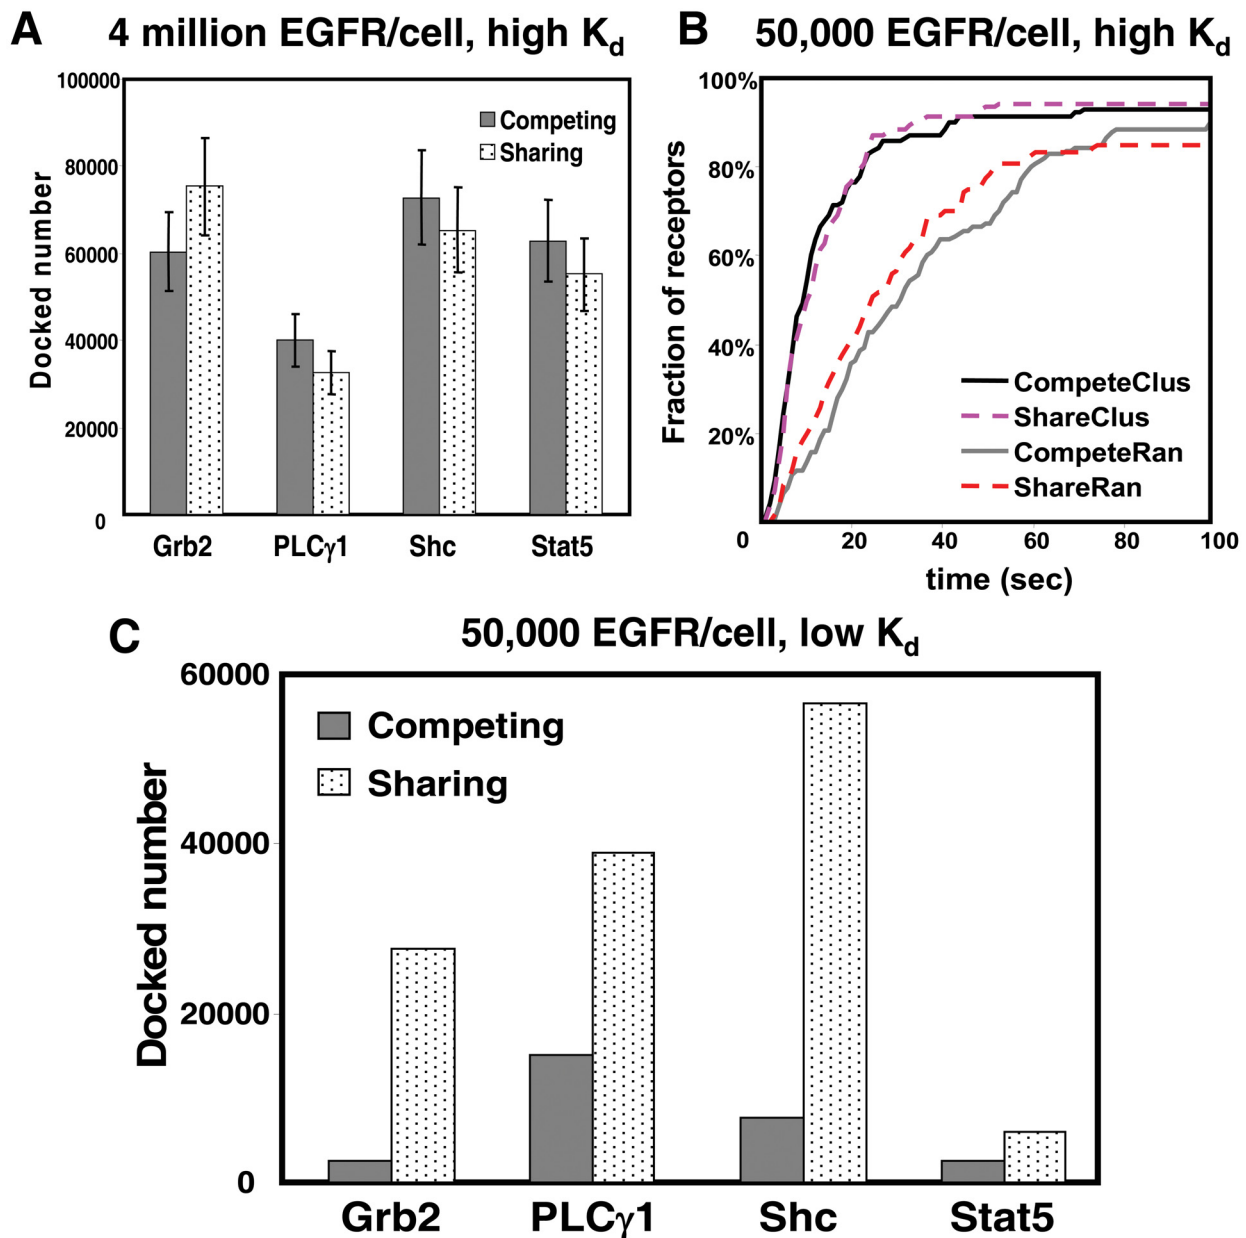 A
4 million EGFR/cell, high Kd
100000
80000
60000
40000
20000
0
Docked number
Competing
Sharing
Grb2
PLCγ1
Shc
Stat5
B
50,000 EGFR/cell, high Kd
100%
80%
60%
40%
20%
Fraction of receptors
CompeteClus
ShareClus
CompeteRan
ShareRan
0
20
40
60
80
100
time (sec)
C
50,000 EGFR/cell, low Kd
60000
40000
20000
0
Docked number
Competing
Sharing
Grb2
PLCγ1
Shc
Stat5